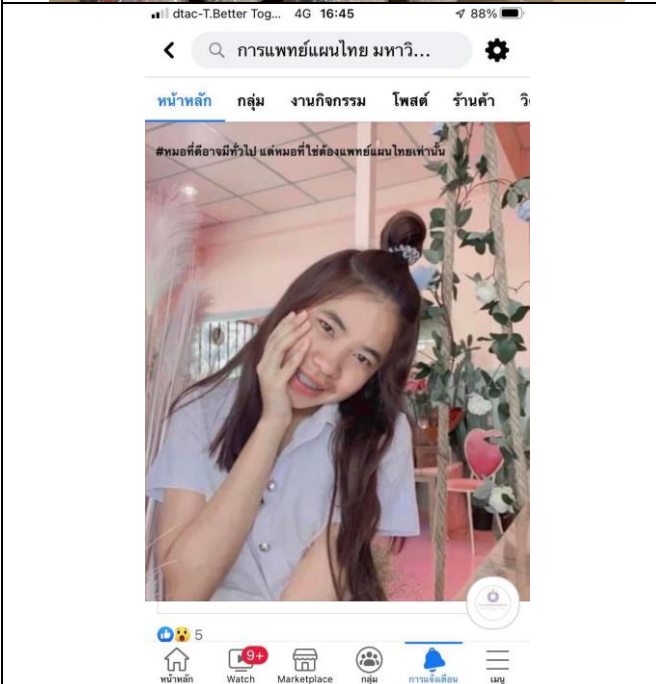 dtac-T.Better Tog... 4G 16:45 88%
การแพทย์แผนไทย มหาวิ...
หน้าหลัก กลุ่ม งานกิจกรรม โพสต์ ร้านค้า วิ
#หมอที่ดีอาจมีทั่วไป แต่หมอที่ใช่ต้องแพทย์แผนไทยเท่านั้น
5
9+
หน้าหลัก Watch Marketplace กลุ่ม การแจ้งเตือน เมนู